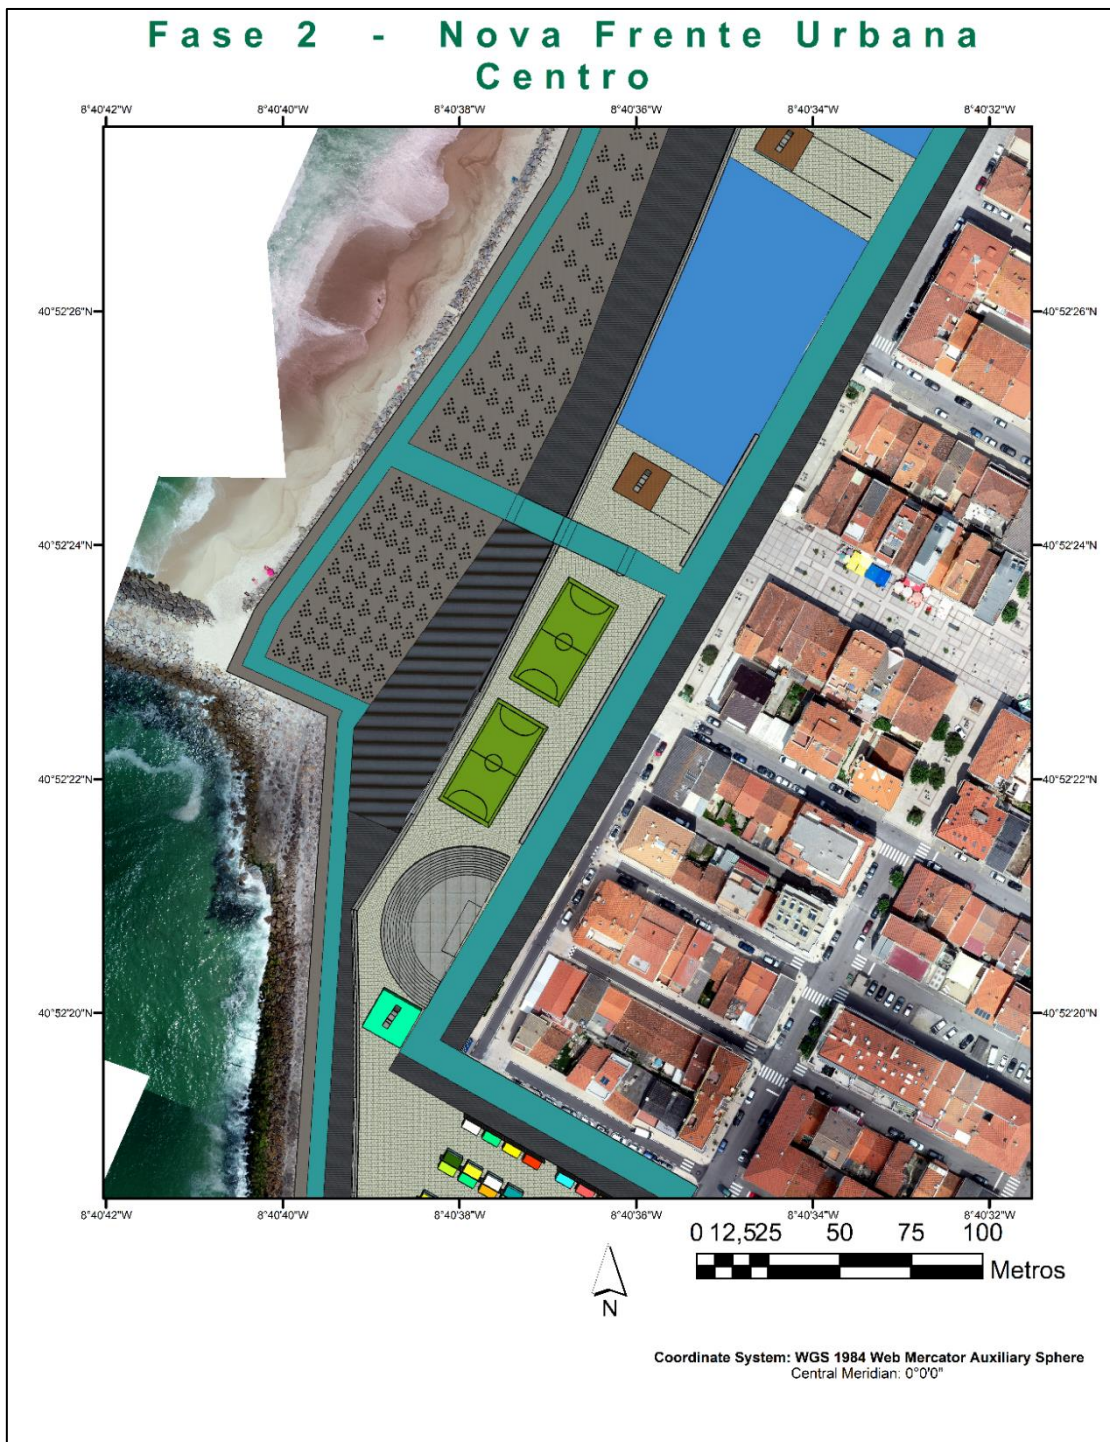 Fase 2 - Nova Frente Urbana
Centro
8°40'42"W 8°40'40"W 8°40'38"W 8°40'36"W 8°40'34"W 8°40'32"W
40°52'26"N 40°52'26"N
40°52'24"N 40°52'24"N
40°52'22"N 40°52'22"N
40°52'20"N 40°52'20"N
8°40'42"W 8°40'40"W 8°40'38"W 8°40'36"W 8°40'34"W 8°40'32"W
0 12,525 50 75 100
Metros
N
Coordinate System: WGS 1984 Web Mercator Auxiliary Sphere
Central Meridian: 0°0'0"